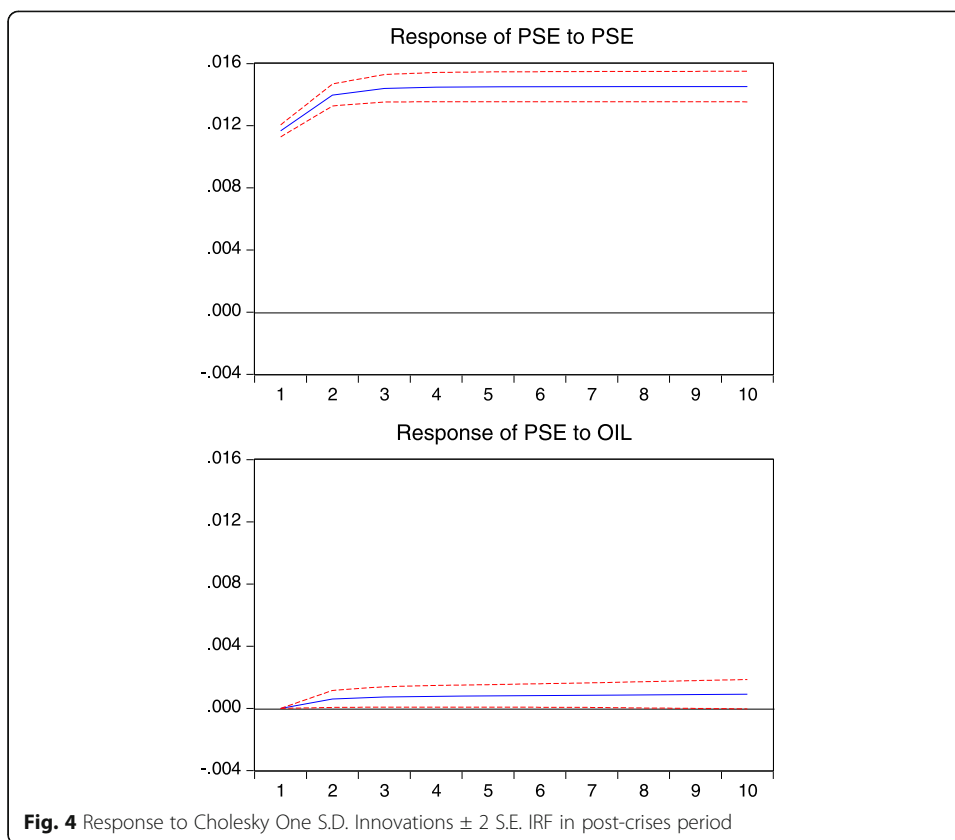 Response of PSE to PSE
.016
.012
.008
.004
.000
-.004
1 2 3 4 5 6 7 8 9 10
Response of PSE to OIL
.016
.012
.008
.004
.000
-.004
1 2 3 4 5 6 7 8 9 10
Fig. 4 Response to Cholesky One S.D. Innovations ± 2 S.E. IRF in post-crises period